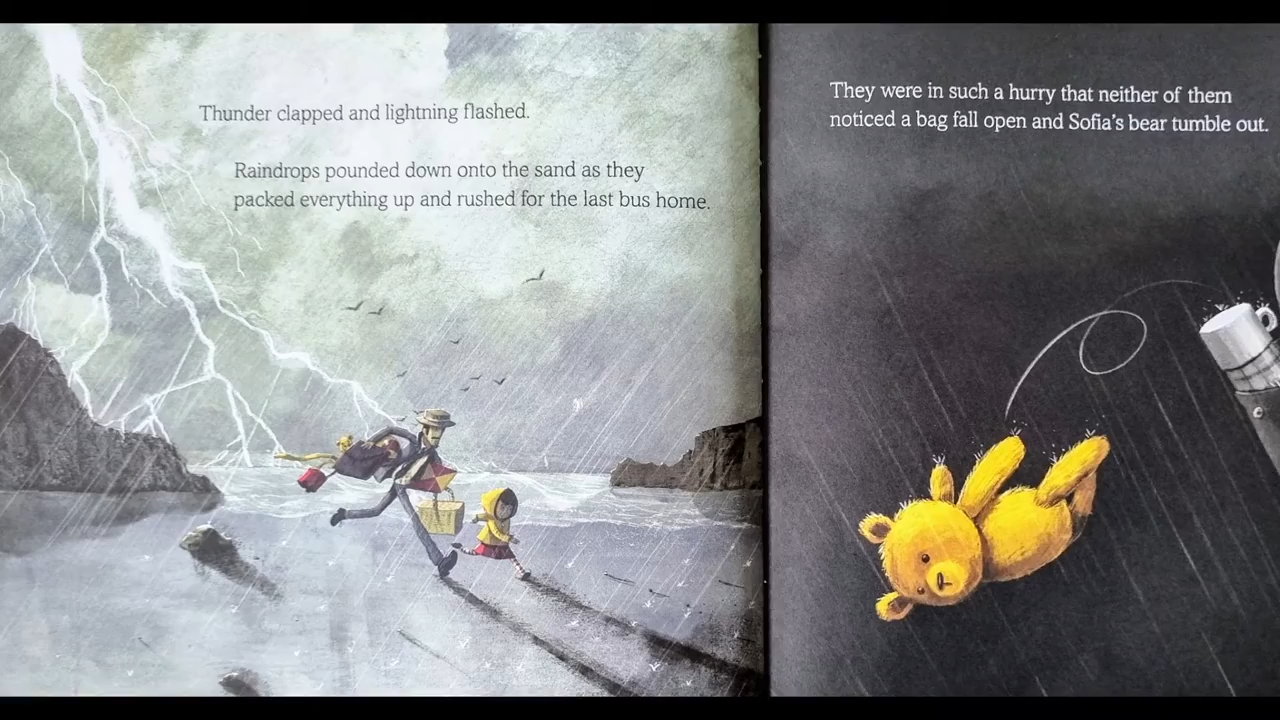 Thunder clapped and lightning flashed.
Raindrops pounded down onto the sand as they
packed everything up and rushed for the last bus home.
They were in such a hurry that neither of them
noticed a bag fall open and Sofia's bear tumble out.